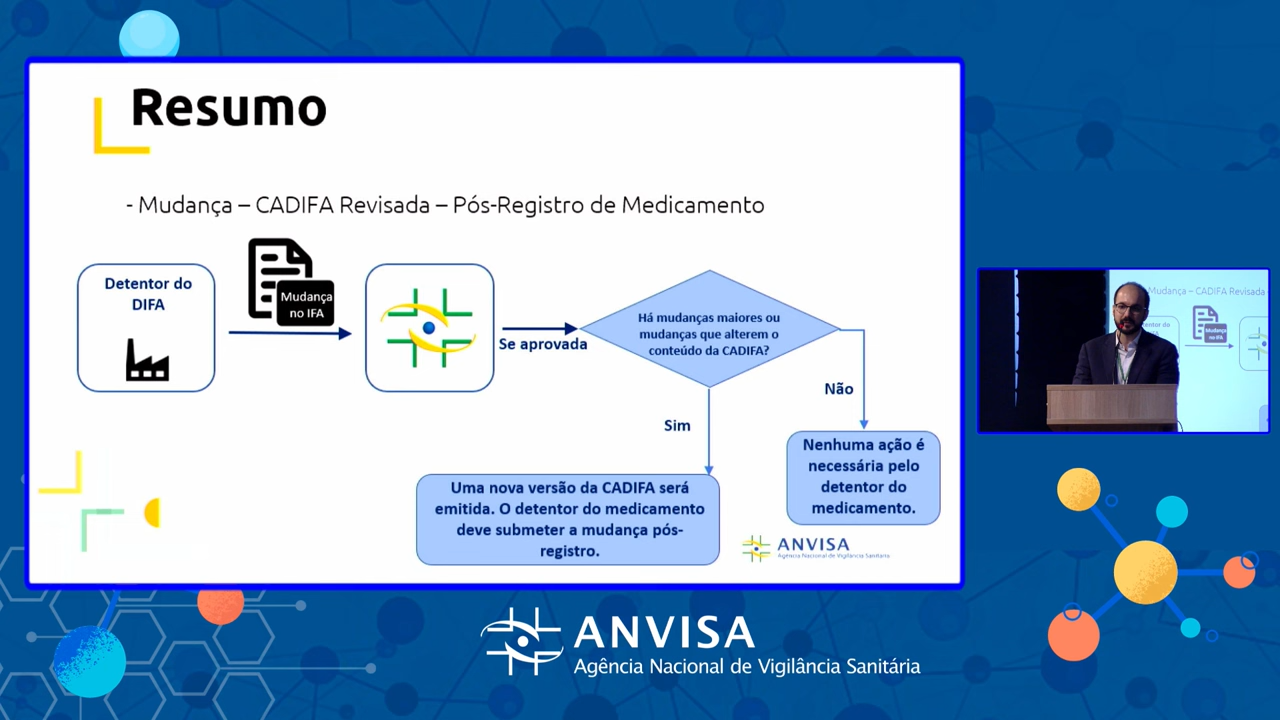 Resumo
- Mudança – CADIFA Revisada – Pós-Registro de Medicamento
Detentor do
DIFA
Mudança
no IFA
Se aprovada
Há mudanças maiores ou
mudanças que alterem o
conteúdo da CADIFA?
Não
Sim
Nenhuma ação é
necessária pelo
detentor do
medicamento.
Uma nova versão da CADIFA será
emitida. O detentor do medicamento
deve submeter a mudança pós-
registro.
ANVISA
Agência Nacional de Vigilância Sanitária
Mudança – CADIFA Revisada
Mudança
no IFA
ANVISA
Agência Nacional de Vigilância Sanitária